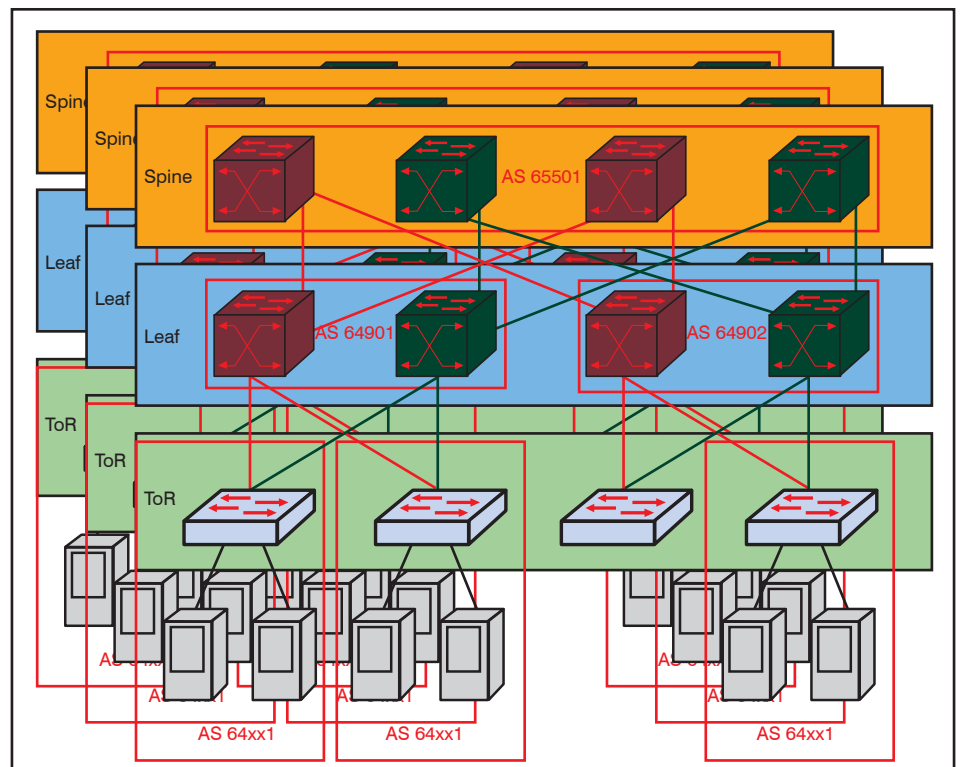 Spine
Spine
Spine
AS 65501
Leaf
Leaf
Leaf
AS 64901
AS 64902
ToR
ToR
ToR
AS 64xx1
AS 64xx1
AS 64xx1